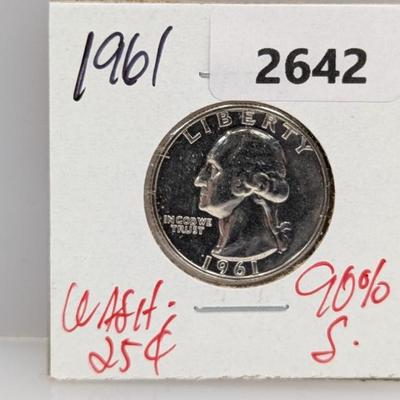 1961
2642
LIBERTY
IN GOD WE
TRUST
1961
WASH.
25¢
90%
S.